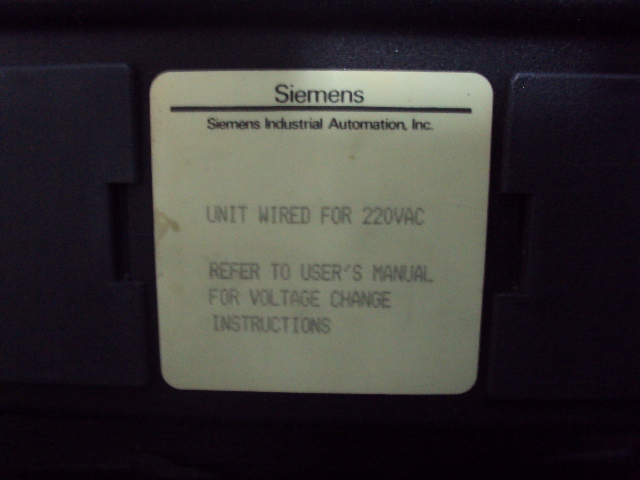 Siemens
Siemens Industrial Automation, Inc.
UNIT WIRED FOR 220VAC
REFER TO USER'S MANUAL
FOR VOLTAGE CHANGE
INSTRUCTIONS